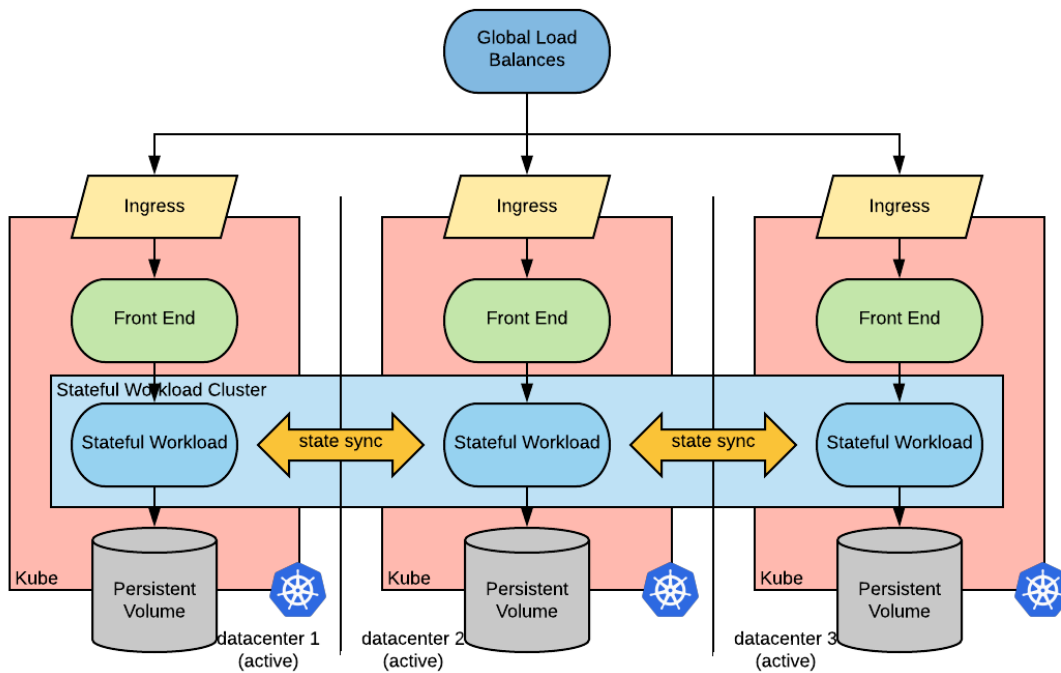 Global Load
Balances
Ingress
Ingress
Ingress
Front End
Front End
Front End
Stateful Workload Cluster
Stateful Workload
state sync
Stateful Workload
state sync
Stateful Workload
Kube
Persistent
Volume
Kube
Persistent
Volume
Kube
Persistent
Volume
datacenter 1
(active)
datacenter 2
(active)
datacenter 3
(active)